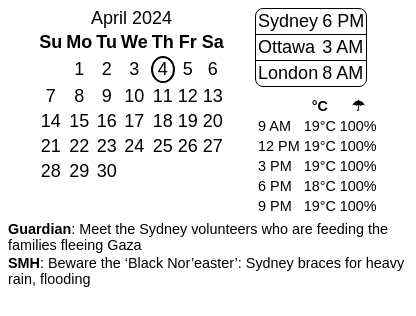 April 2024
Su Mo Tu We Th Fr Sa
1 2 3 4 5 6
7 8 9 10 11 12 13
14 15 16 17 18 19 20
21 22 23 24 25 26 27
28 29 30
Sydney 6 PM
Ottawa 3 AM
London 8 AM
°C ☂
9 AM 19°C 100%
12 PM 19°C 100%
3 PM 19°C 100%
6 PM 18°C 100%
9 PM 19°C 100%
Guardian: Meet the Sydney volunteers who are feeding the
families fleeing Gaza
SMH: Beware the ‘Black Nor’easter’: Sydney braces for heavy
rain, flooding